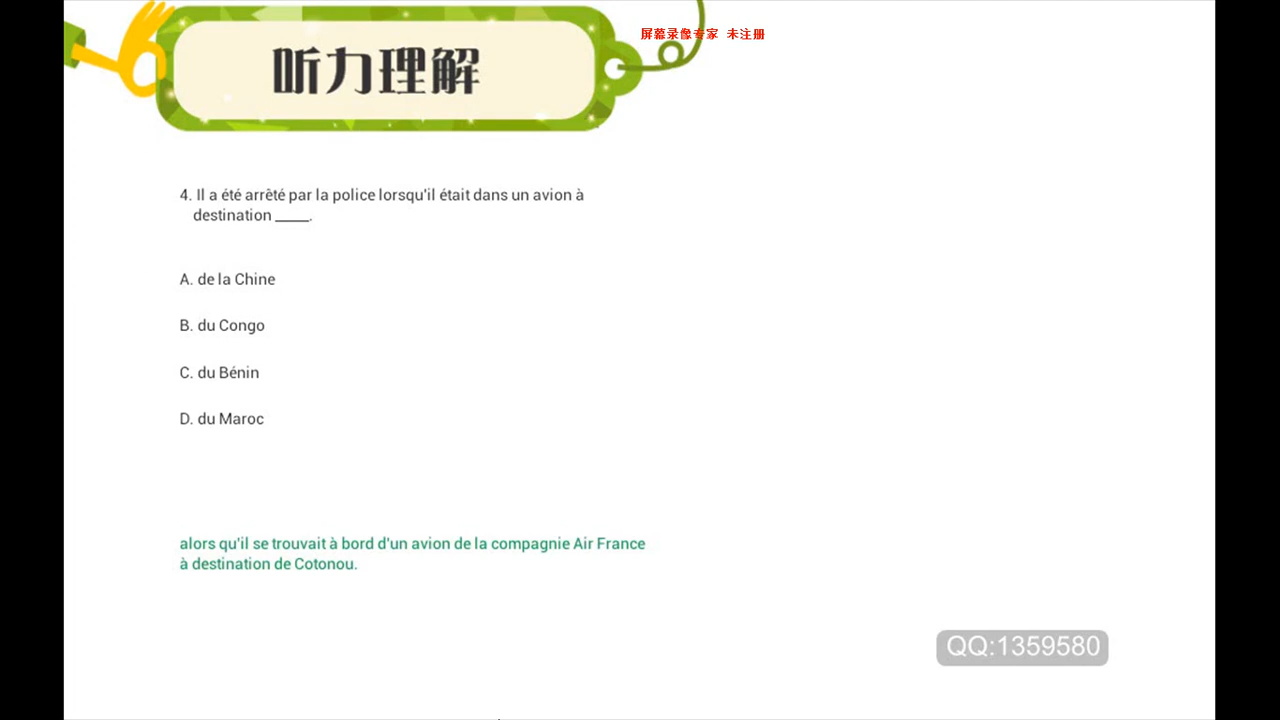 屏幕录像专家 未注册
听力理解
4. Il a été arrêté par la police lorsqu'il était dans un avion à
destination _____.
A. de la Chine
B. du Congo
C. du Bénin
D. du Maroc
alors qu'il se trouvait à bord d'un avion de la compagnie Air France
à destination de Cotonou.
QQ:1359580